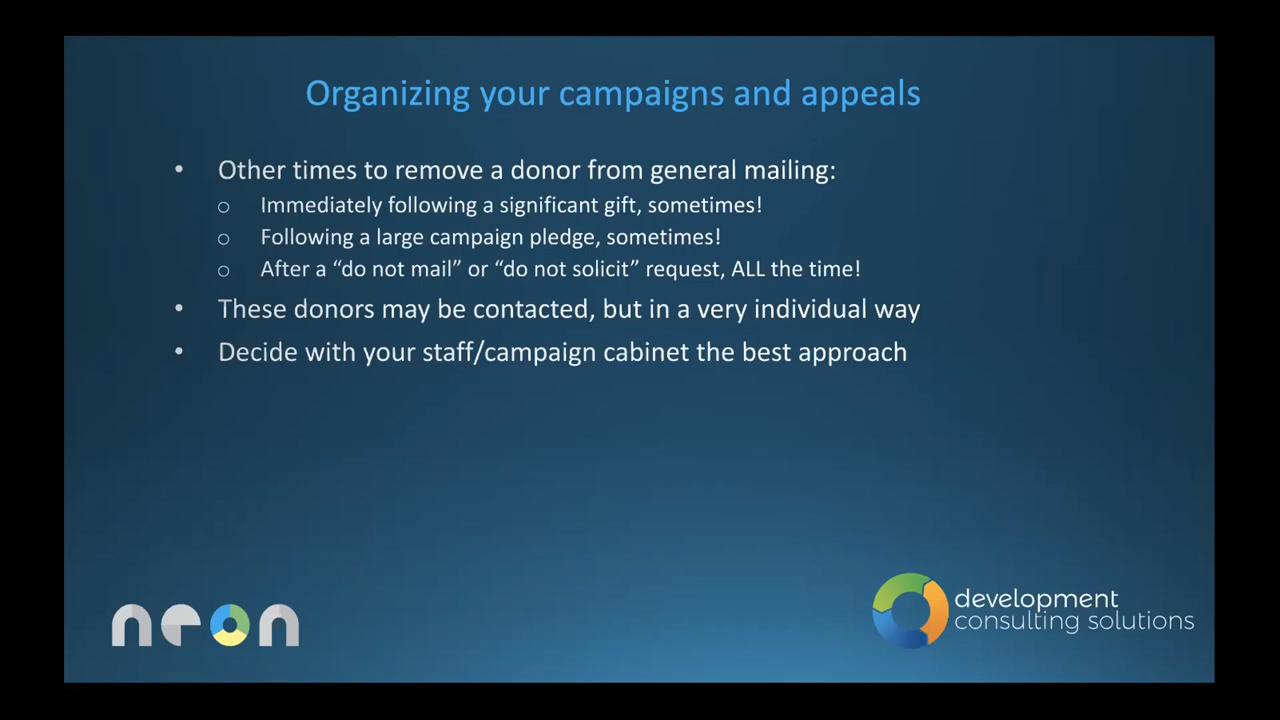 Organizing your campaigns and appeals
• Other times to remove a donor from general mailing:
o Immediately following a significant gift, sometimes!
o Following a large campaign pledge, sometimes!
o After a “do not mail” or “do not solicit” request, ALL the time!
• These donors may be contacted, but in a very individual way
• Decide with your staff/campaign cabinet the best approach
neon
development
consulting solutions